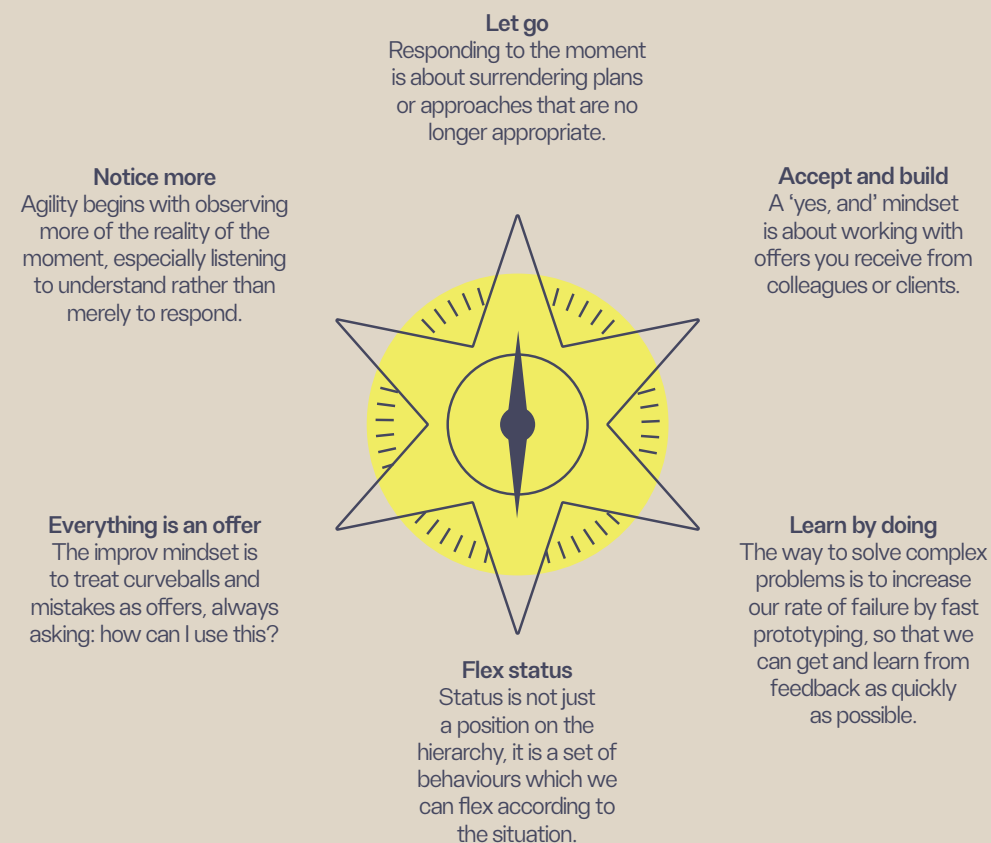 Let go
Responding to the moment
is about surrendering plans
or approaches that are no
longer appropriate.
Notice more
Agility begins with observing
more of the reality of the
moment, especially listening
to understand rather than
merely to respond.
Accept and build
A ‘yes, and’ mindset
is about working with
offers you receive from
colleagues or clients.
Everything is an offer
The improv mindset is
to treat curveballs and
mistakes as offers, always
asking: how can I use this?
Learn by doing
The way to solve complex
problems is to increase
our rate of failure by fast
prototyping, so that we
can get and learn from
feedback as quickly
as possible.
Flex status
Status is not just
a position on the
hierarchy, it is a set of
behaviours which we
can flex according to
the situation.